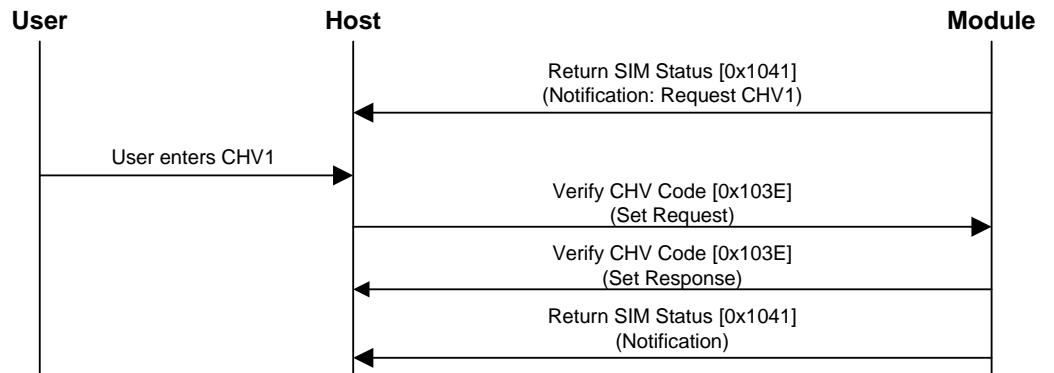 User
Host
Module
Return SIM Status [0x1041]
(Notification: Request CHV1)
User enters CHV1
Verify CHV Code [0x103E]
(Set Request)
Verify CHV Code [0x103E]
(Set Response)
Return SIM Status [0x1041]
(Notification)